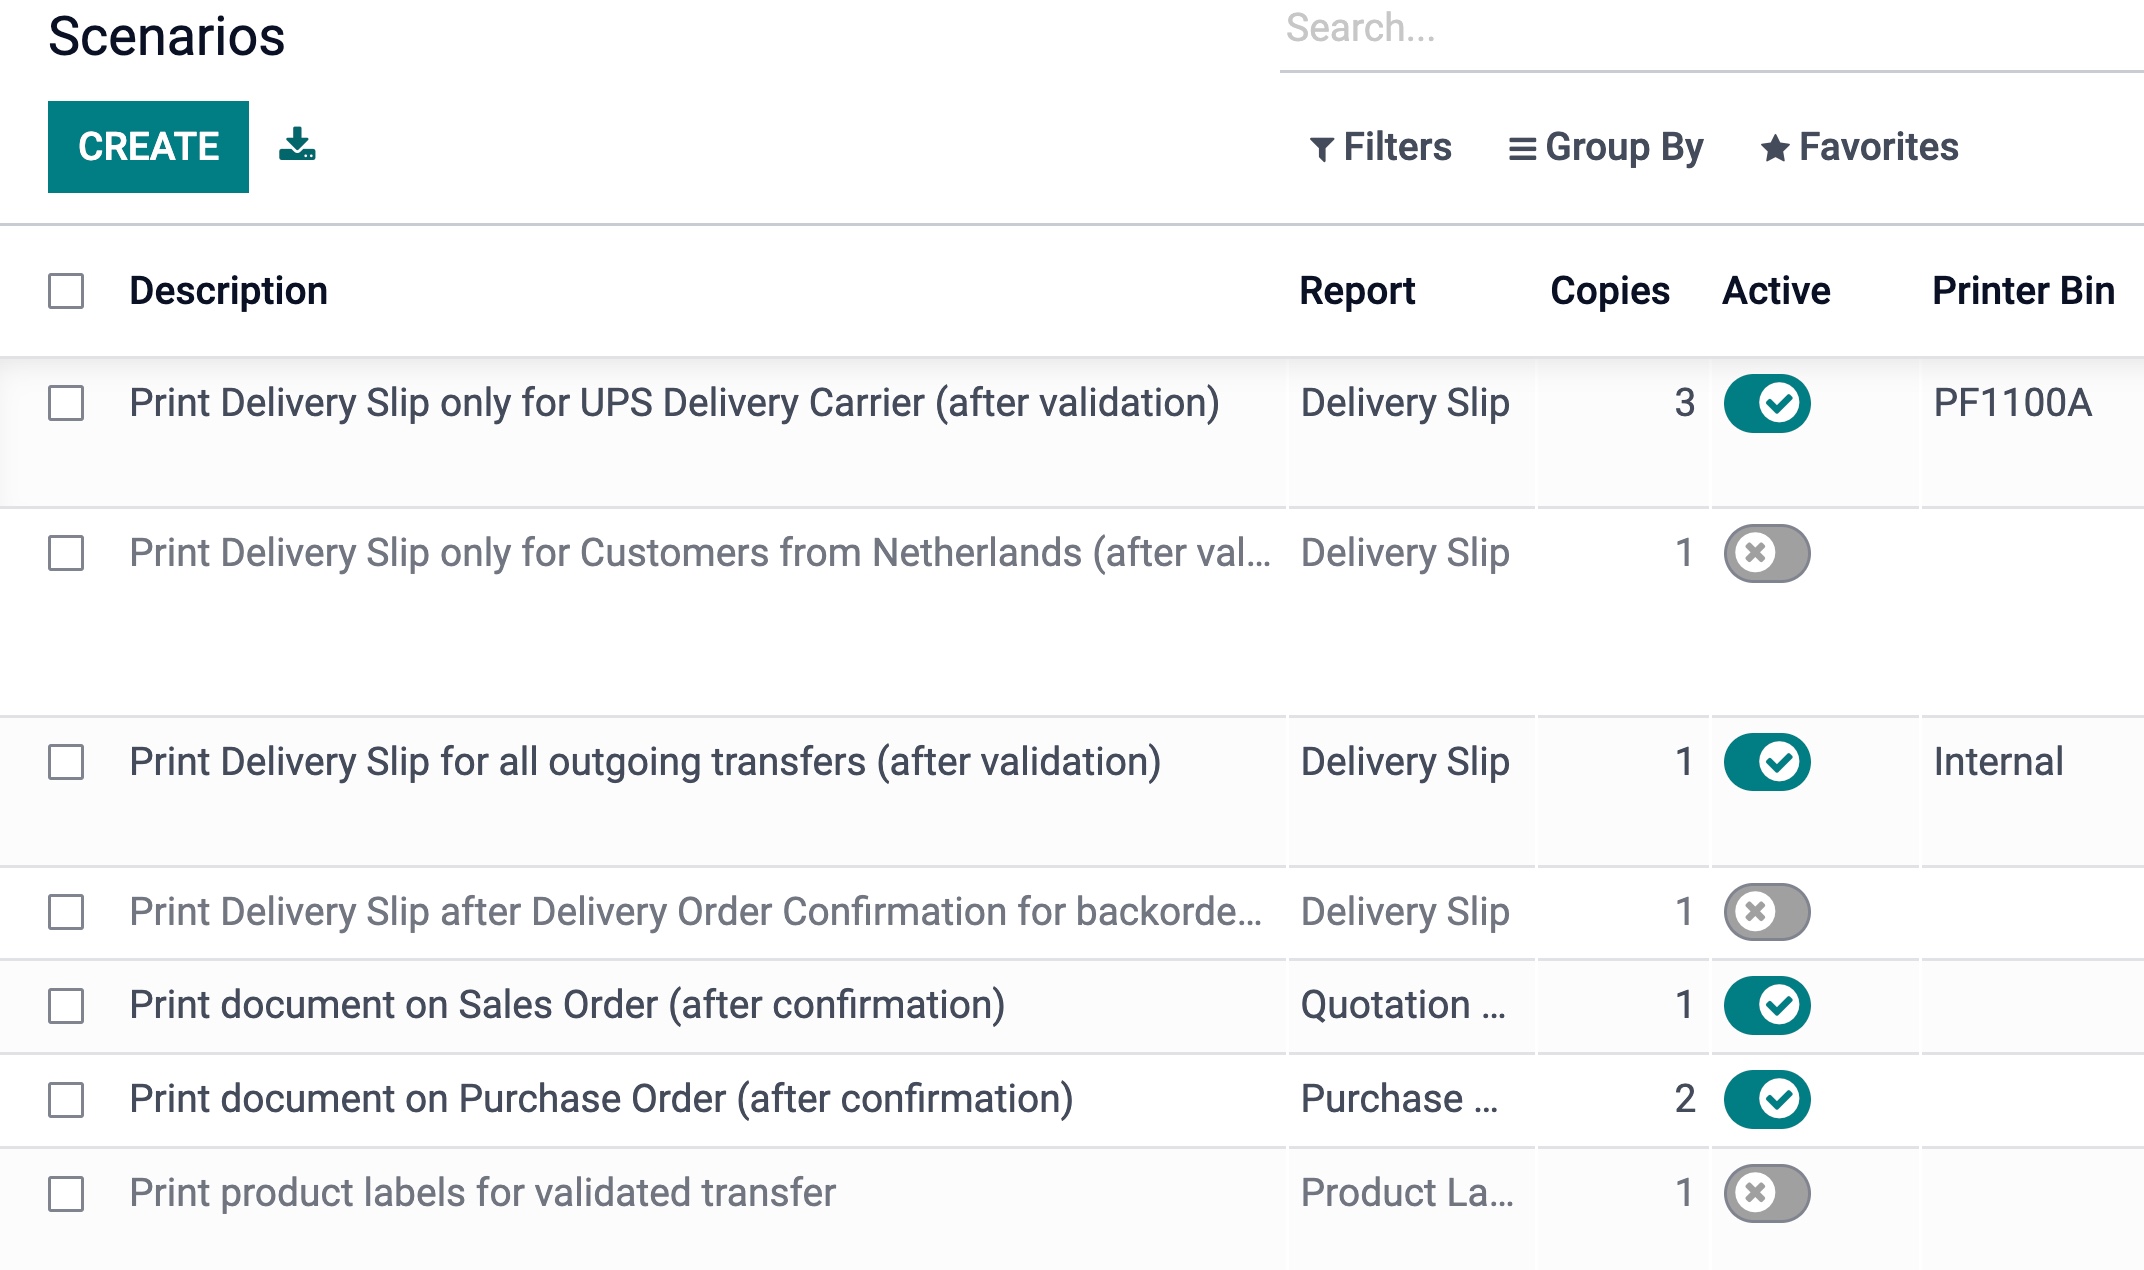 Scenarios
Search...
CREATE
Filters Group By Favorites
Description Report Copies Active Printer Bin
Print Delivery Slip only for UPS Delivery Carrier (after validation) Delivery Slip 3 PF1100A
Print Delivery Slip only for Customers from Netherlands (after val... Delivery Slip 1
Print Delivery Slip for all outgoing transfers (after validation) Delivery Slip 1 Internal
Print Delivery Slip after Delivery Order Confirmation for backorde... Delivery Slip 1
Print document on Sales Order (after confirmation) Quotation ... 1
Print document on Purchase Order (after confirmation) Purchase ... 2
Print product labels for validated transfer Product La... 1